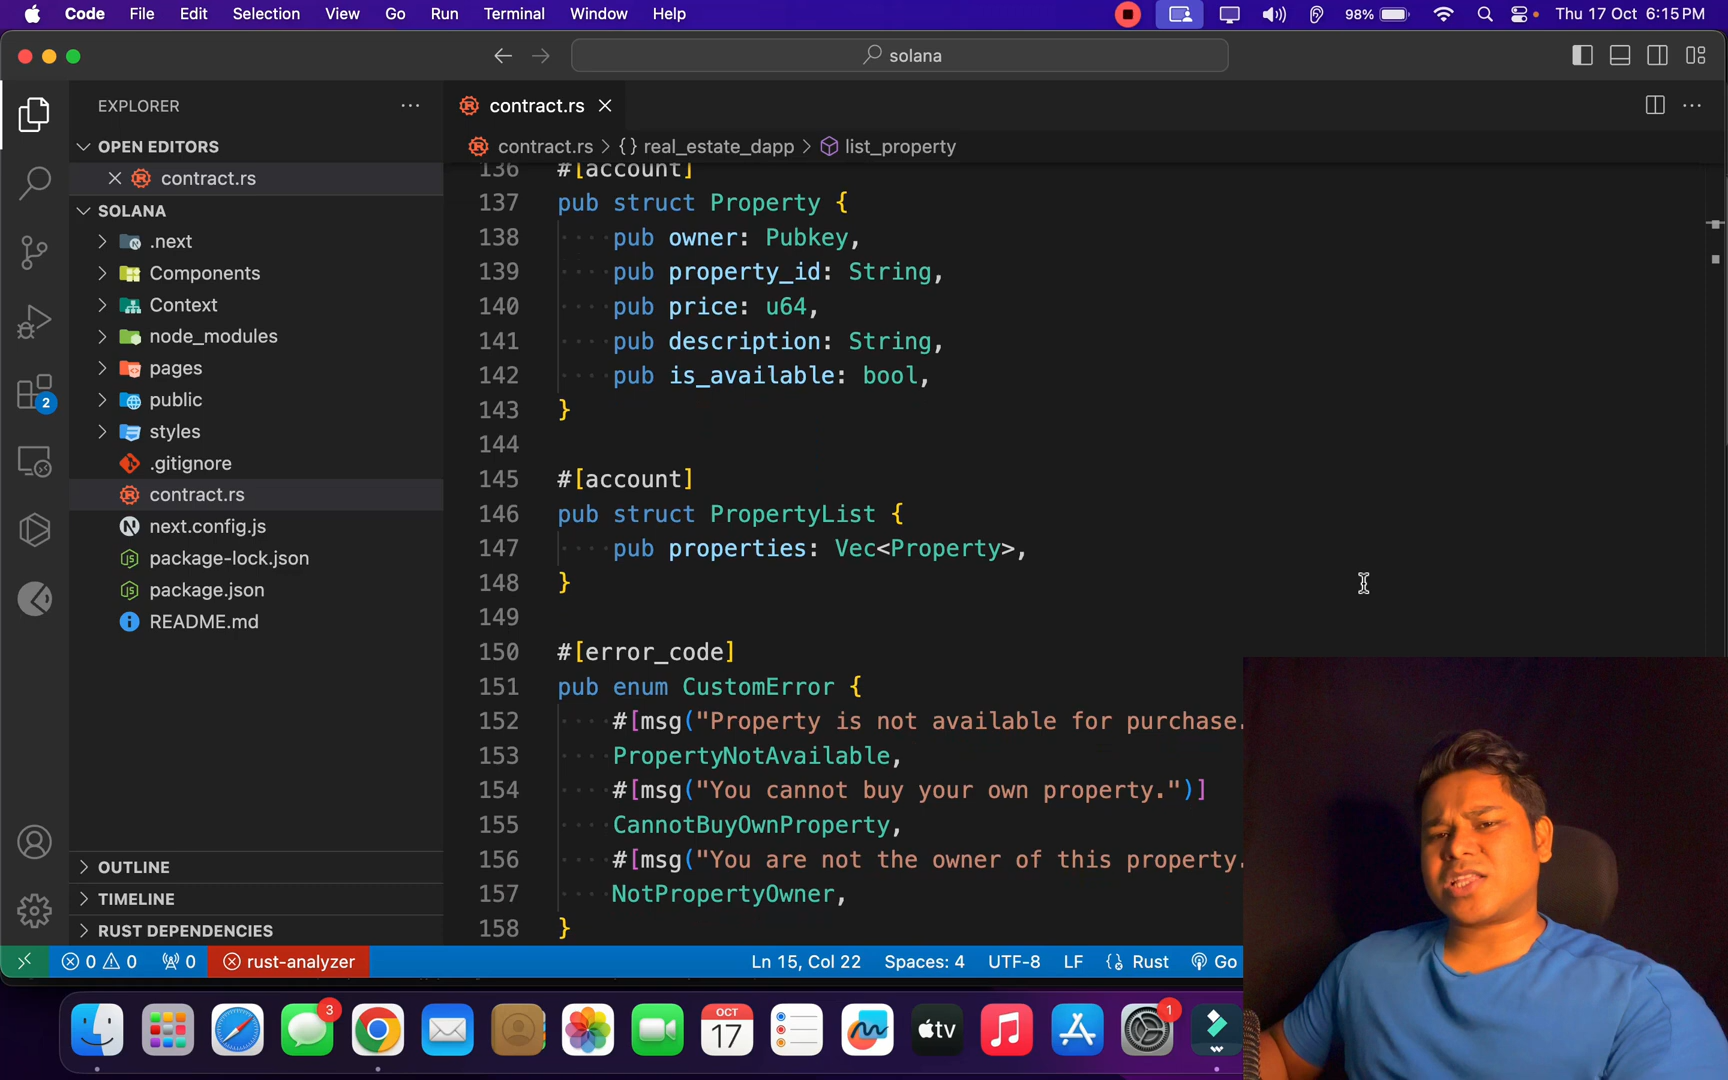 Code File Edit Selection View Go Run Terminal Window Help 98% Thu 17 Oct 6:15 PM
solana
EXPLORER
OPEN EDITORS
contract.rs
SOLANA
.next
Components
Context
node_modules
pages
public
styles
.gitignore
contract.rs
next.config.js
package-lock.json
package.json
README.md
OUTLINE
TIMELINE
RUST DEPENDENCIES
2
contract.rs
contract.rs > {} real_estate_dapp > list_property
136 #[account]
137 pub struct Property {
138 pub owner: Pubkey,
139 pub property_id: String,
140 pub price: u64,
141 pub description: String,
142 pub is_available: bool,
143 }
144
145 #[account]
146 pub struct PropertyList {
147 pub properties: Vec<Property>,
148 }
149
150 #[error_code]
151 pub enum CustomError {
152 #[msg("Property is not available for purchase.
153 PropertyNotAvailable,
154 #[msg("You cannot buy your own property.")]
155 CannotBuyOwnProperty,
156 #[msg("You are not the owner of this property.
157 NotPropertyOwner,
158 }
0 0 0 rust-analyzer Ln 15, Col 22 Spaces: 4 UTF-8 LF {} Rust Go
3
OCT
17
tv
1